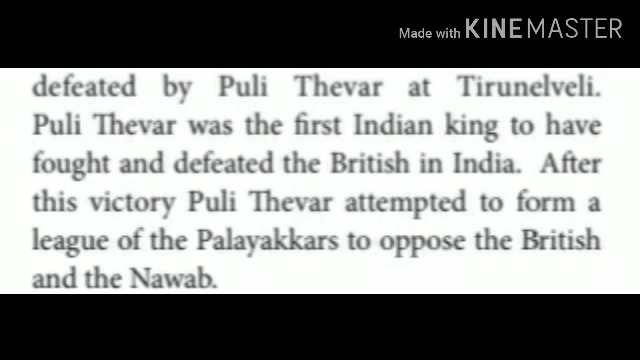 Made with KINEMASTER
defeated by Puli Thevar at Tirunelveli.
Puli Thevar was the first Indian king to have
fought and defeated the British in India. After
this victory Puli Thevar attempted to form a
league of the Palayakkars to oppose the British
and the Nawab.